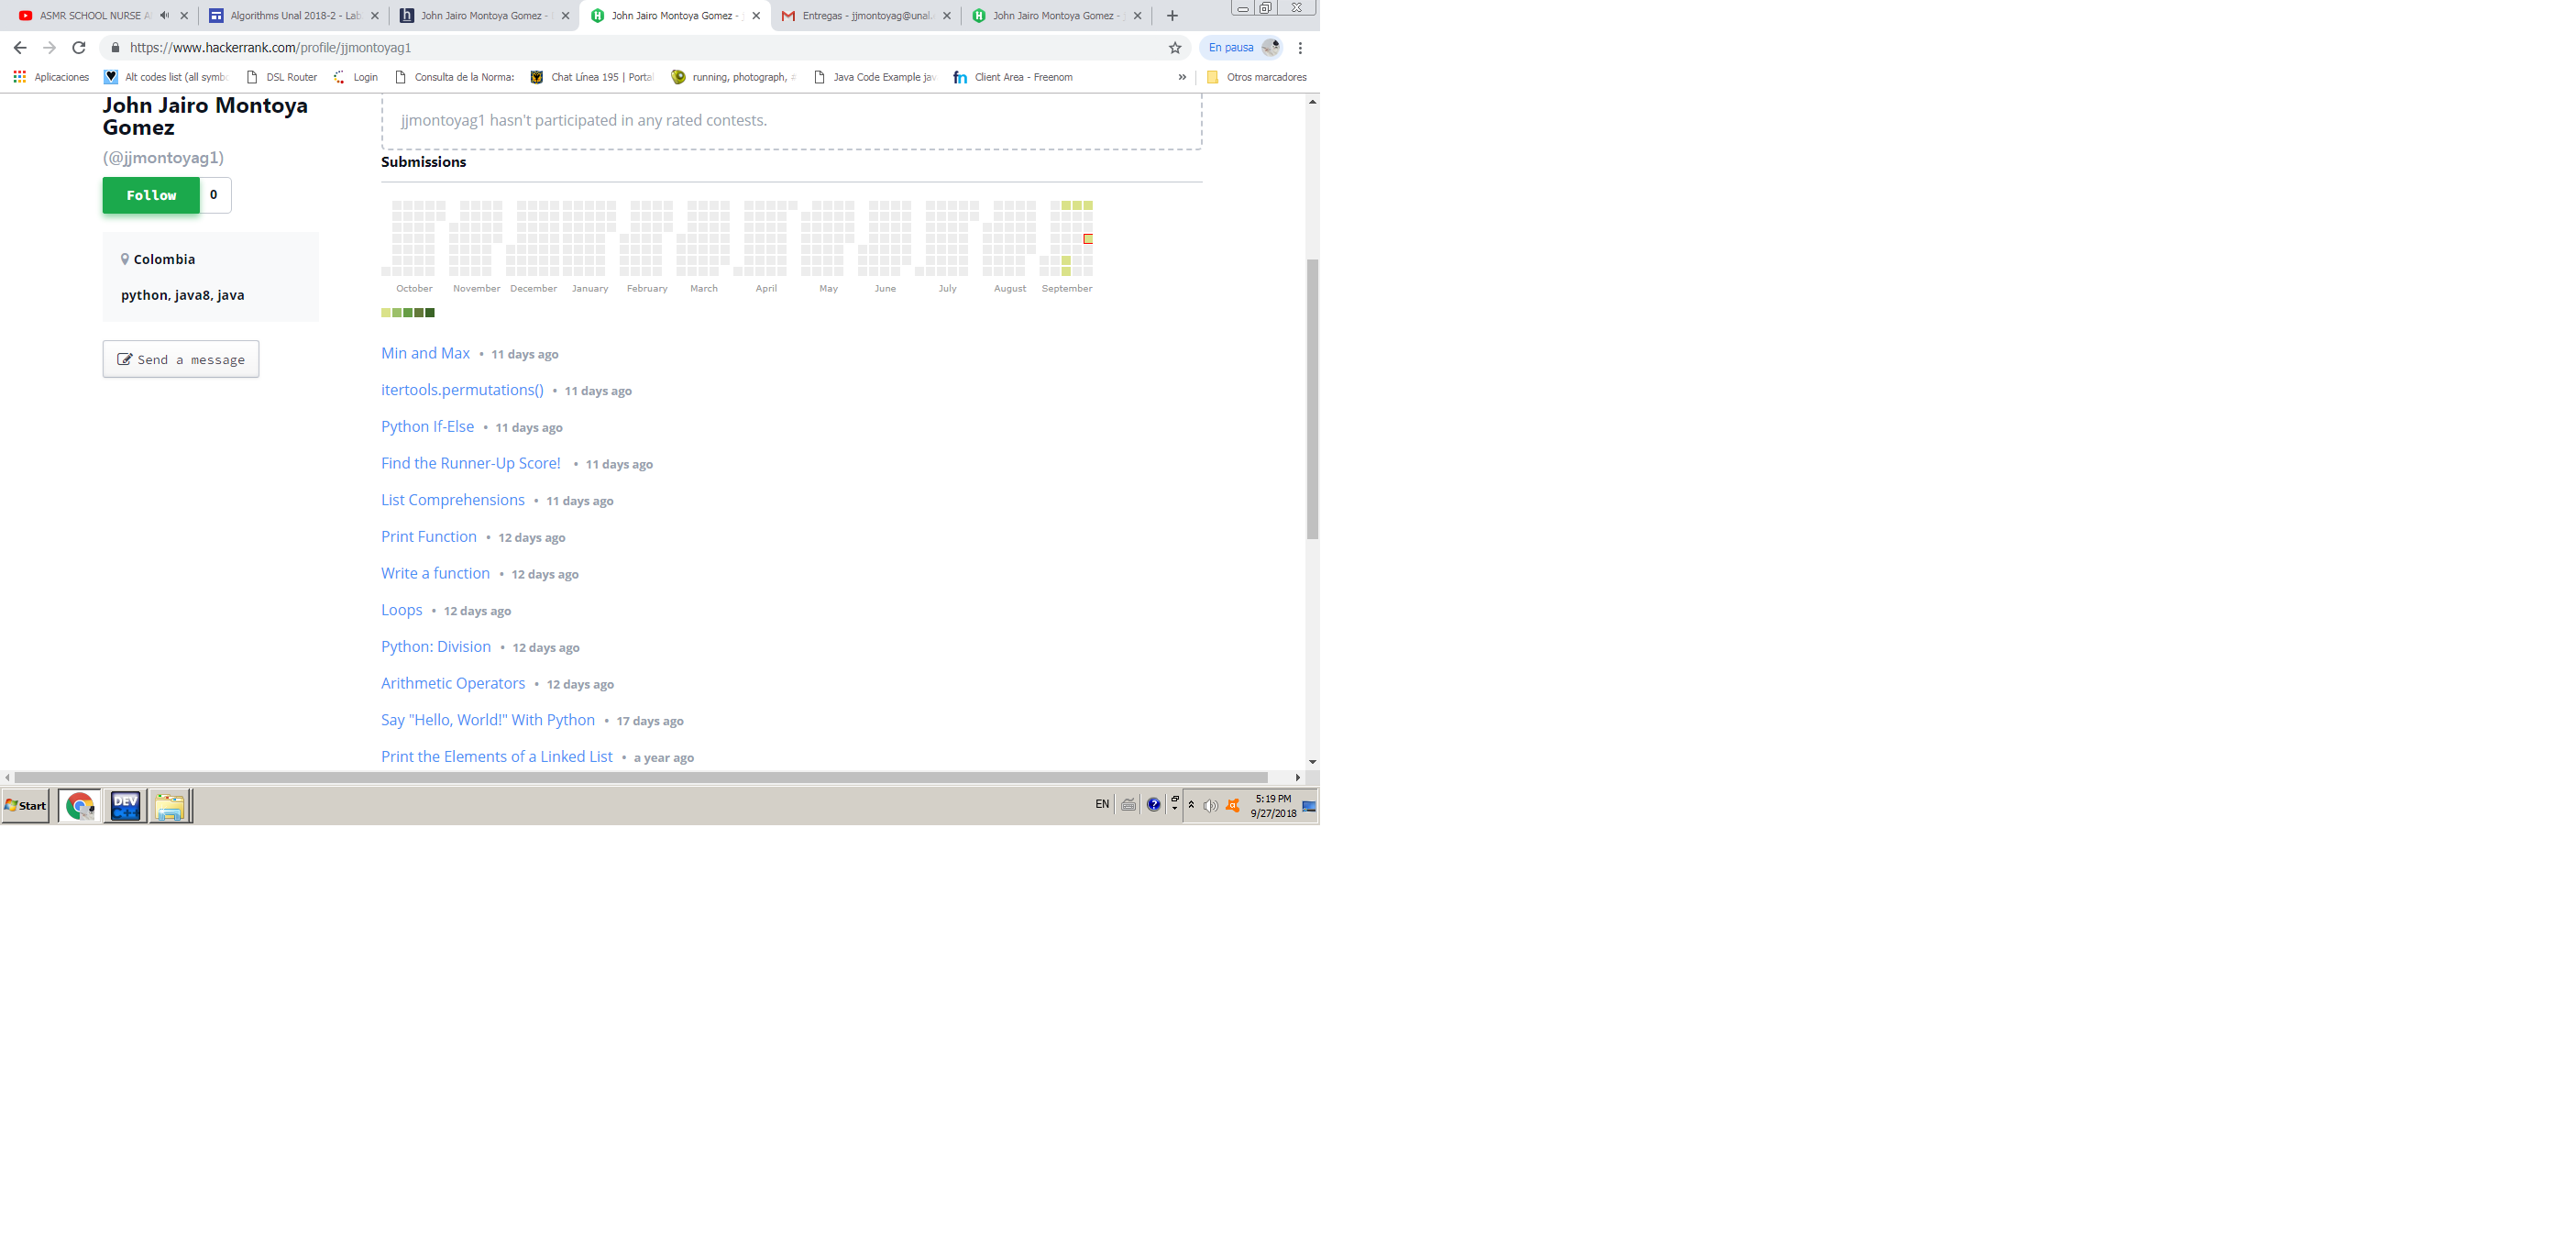 ASMR SCHOOL NURSE A
Algorithms Unal 2018-2 - Lab
John Jairo Montoya Gomez -
John Jairo Montoya Gomez -
Entregas - jjmontoyag@unal.
John Jairo Montoya Gomez -
https://www.hackerrank.com/profile/jjmontoyag1
En pausa
Aplicaciones
Alt codes list (all symb
DSL Router
Login
Consulta de la Norma:
Chat Línea 195 | Porta
running, photograph,
Java Code Example jav
Client Area - Freenom
»
Otros marcadores
John Jairo Montoya
Gomez
(@jjmontoyag1)
Follow 0
Colombia
python, java8, java
Send a message
jjmontoyag1 hasn't participated in any rated contests.
Submissions
October November December January February March April May June July August September
Min and Max • 11 days ago
itertools.permutations() • 11 days ago
Python If-Else • 11 days ago
Find the Runner-Up Score! • 11 days ago
List Comprehensions • 11 days ago
Print Function • 12 days ago
Write a function • 12 days ago
Loops • 12 days ago
Python: Division • 12 days ago
Arithmetic Operators • 12 days ago
Say "Hello, World!" With Python • 17 days ago
Print the Elements of a Linked List • a year ago
Start
DEV
C++
EN
5:19 PM
9/27/2018